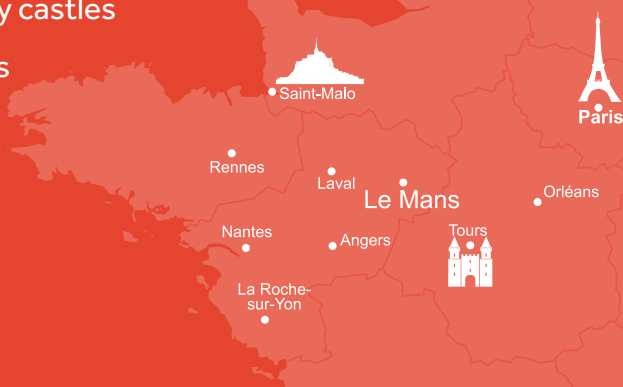 y castles
s
Saint-Malo
Paris
Rennes
Laval
Le Mans
Orléans
Nantes
Angers
Tours
La Roche-
sur-Yon